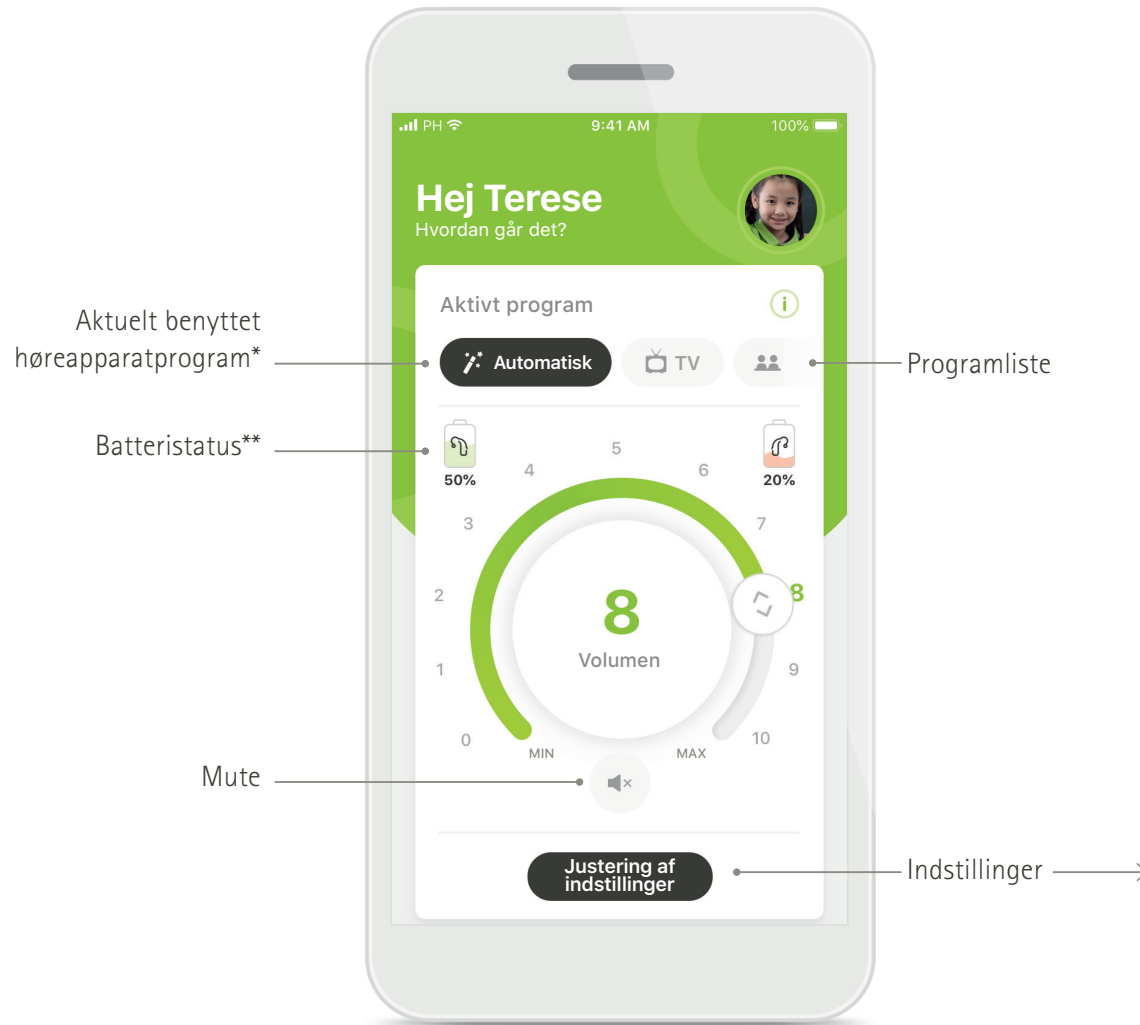 PH
9:41 AM
100%
Hej Terese
Hvordan går det?
Aktivt program
i
Aktuelt benyttet
høreapparatprogram*
Automatisk
TV
Programliste
Batteristatus**
50%
20%
5
4
6
3
7
2
8
8
Volumen
1
9
0
10
MIN
MAX
Mute
Justering af
indstillinger
Indstillinger